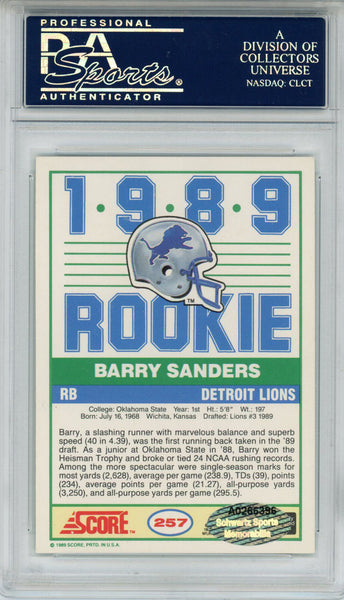 PROFESSIONAL
PSA
Sports
AUTHENTICATOR
A
DIVISION OF
COLLECTORS
UNIVERSE
NASDAQ: CLCT
1•9•8•9
ROOKIE
TM
BARRY SANDERS
RB DETROIT LIONS
College: Oklahoma State Year: 1st Ht.: 5'8" Wt.: 197
Born: July 16, 1968 Wichita, Kansas Drafted: Lions #3 1989
Barry, a slashing runner with marvelous balance and superb
speed (40 in 4.39), was the first running back taken in the '89
draft. As a junior at Oklahoma State in '88, Barry won the
Heisman Trophy and broke or tied 24 NCAA rushing records.
Among the more spectacular were single-season marks for
most yards (2,628), average per game (238.9), TDs (39), points
(234), points per game (21.27), all-purpose yards
(3,250), and all-purpose yards per game (295.5).
SCORE
257
A0286396
Schwartz Sports
Memorabilia
© 1989 SCORE, PRTD. IN U.S.A.